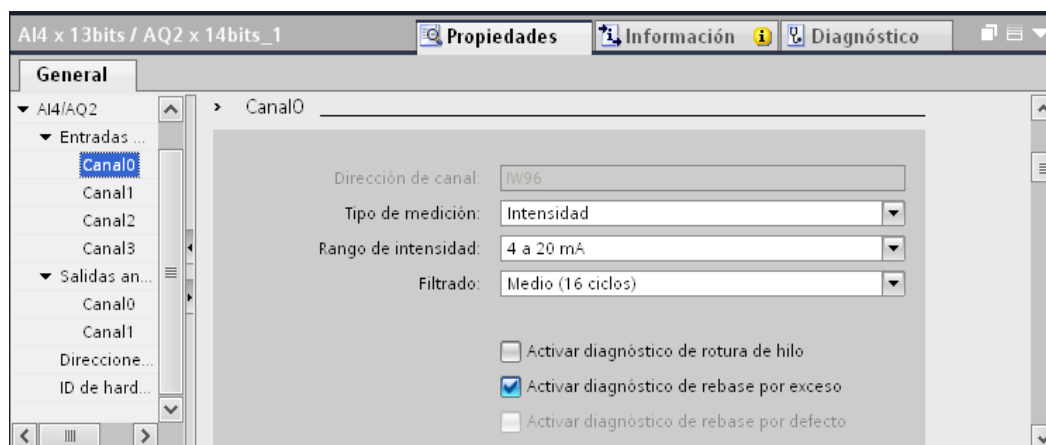 AI4 x 13bits / AQ2 x 14bits_1
Propiedades
Información
Diagnóstico
General
AI4/AQ2
Entradas ...
Canal0
Canal1
Canal2
Canal3
Salidas an...
Canal0
Canal1
Direccione...
ID de hard...
Canal0
Dirección de canal: IW96
Tipo de medición: Intensidad
Rango de intensidad: 4 a 20 mA
Filtrado: Medio (16 ciclos)
Activar diagnóstico de rotura de hilo
Activar diagnóstico de rebase por exceso
Activar diagnóstico de rebase por defecto